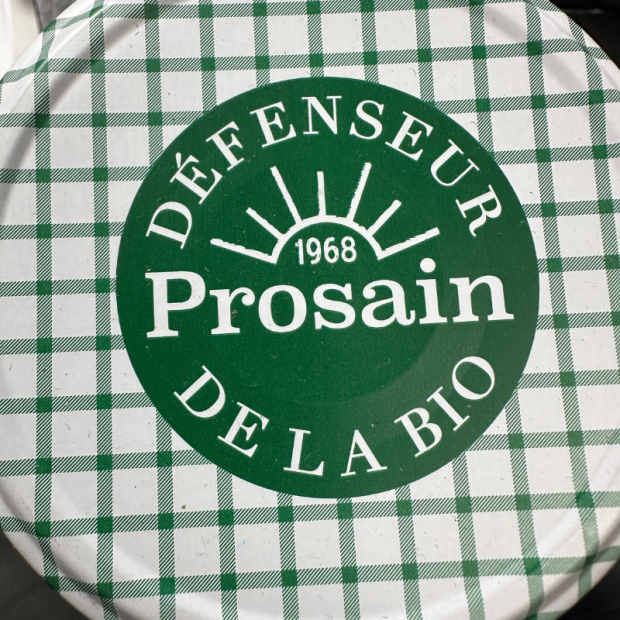 DÉFENSEUR
1968
Prosain
DE LA BIO